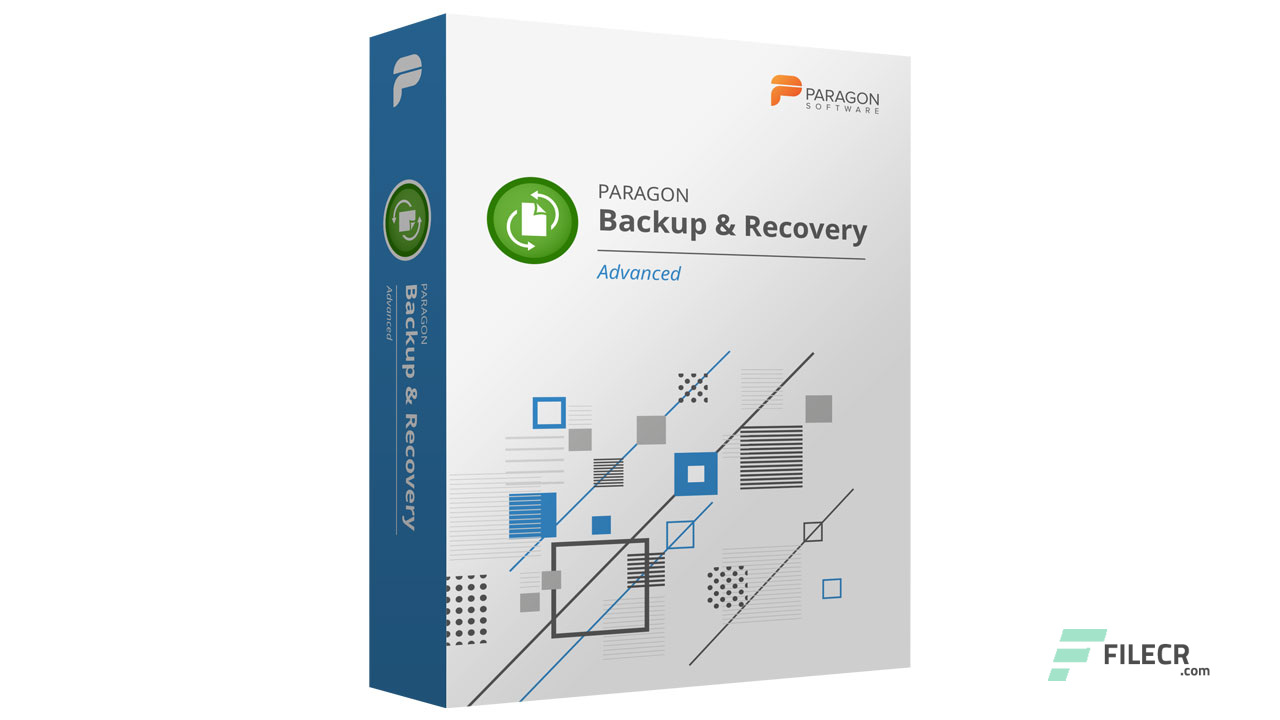 PARAGON
SOFTWARE
PARAGON
Backup & Recovery
Advanced
PARAGON
Backup & Recovery
Advanced
FILECR
.com